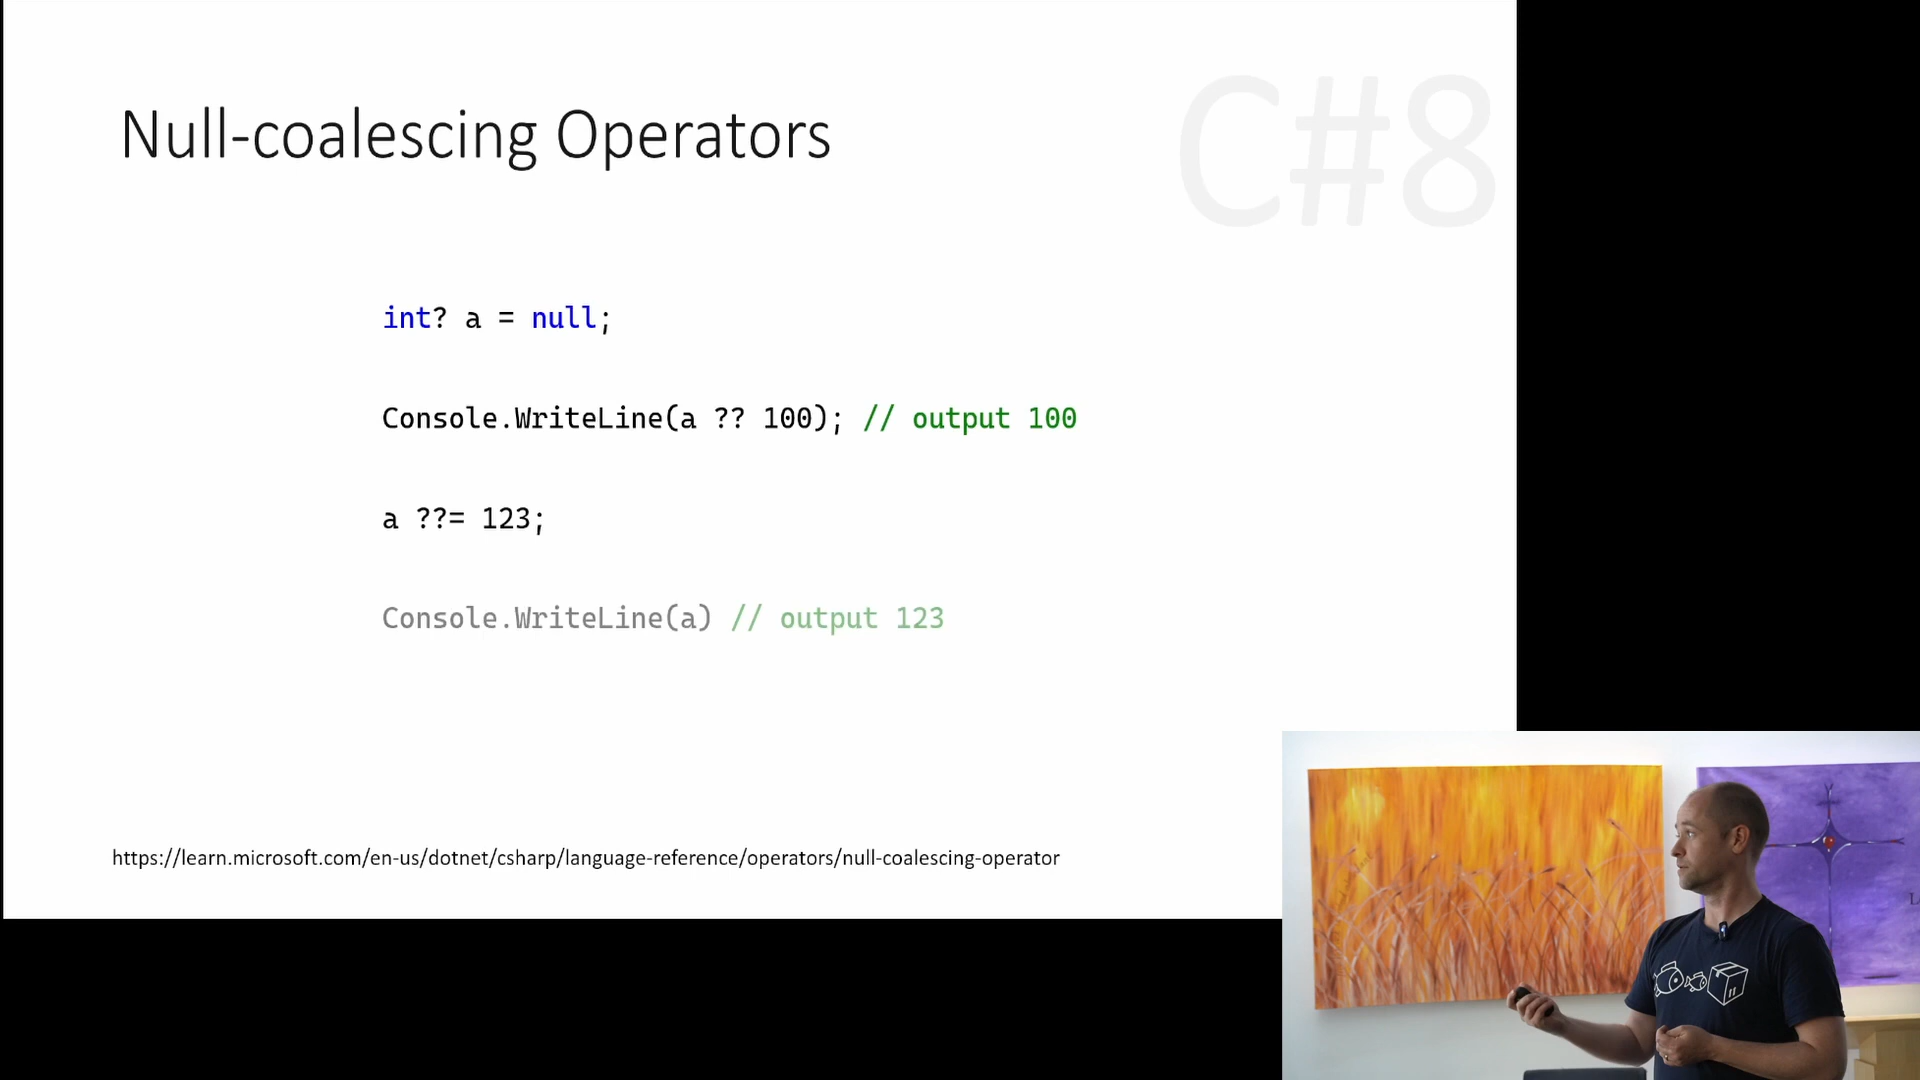 Null-coalescing Operators
C#8
int? a = null;
Console.WriteLine(a ?? 100); // output 100
a ??= 123;
Console.WriteLine(a) // output 123
https://learn.microsoft.com/en-us/dotnet/csharp/language-reference/operators/null-coalescing-operator